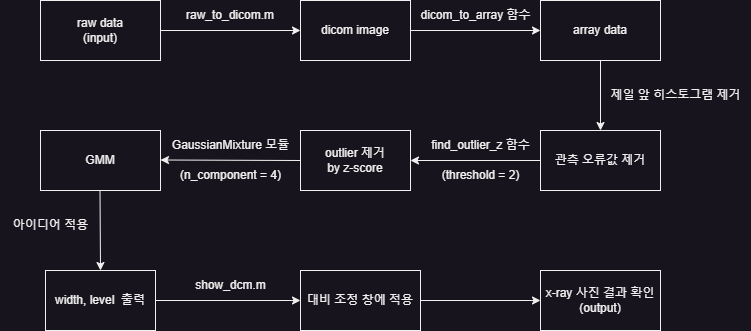 raw data
(input)
raw_to_dicom.m
dicom image
dicom_to_array 함수
array data
제일 앞 히스토그램 제거
관측 오류값 제거
find_outlier_z 함수
(threshold = 2)
outlier 제거
by z-score
GaussianMixture 모듈
(n_component = 4)
GMM
아이디어 적용
width, level 출력
show_dcm.m
대비 조정 창에 적용
x-ray 사진 결과 확인
(output)